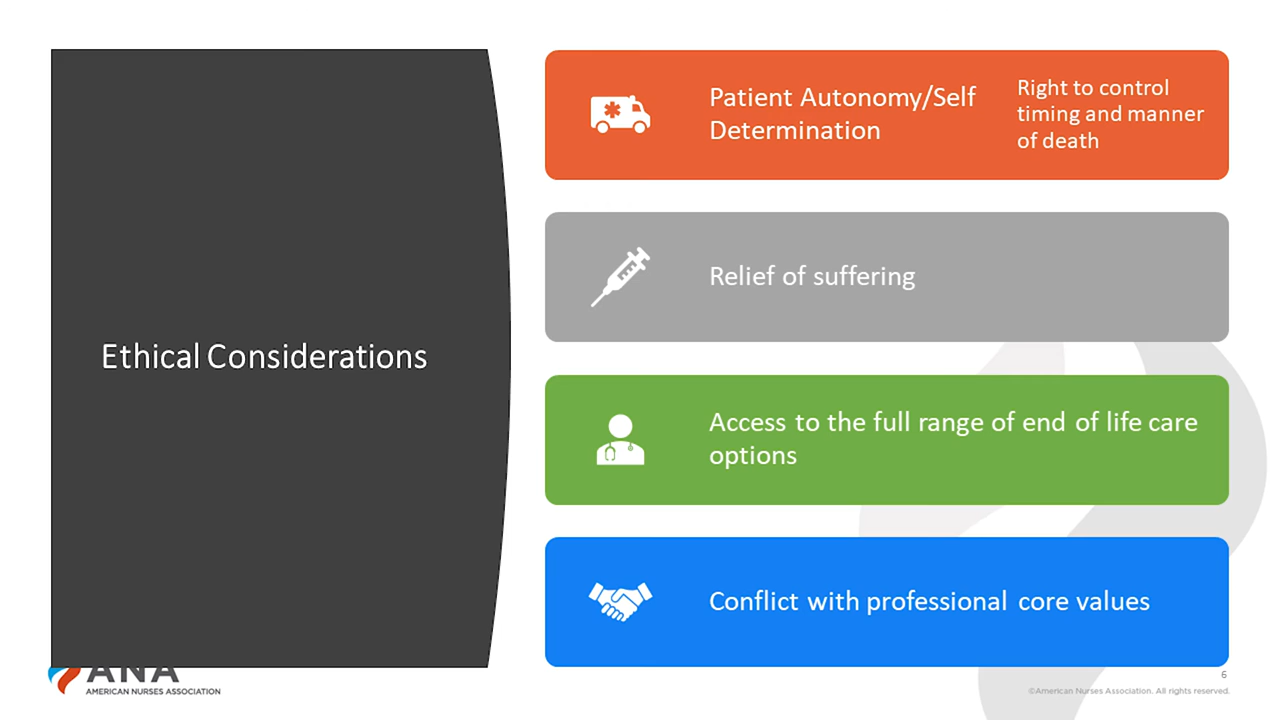 Ethical Considerations
Patient Autonomy/Self
Determination
Right to control
timing and manner
of death
Relief of suffering
Access to the full range of end of life care
options
Conflict with professional core values
ANA
AMERICAN NURSES ASSOCIATION
6
©American Nurses Association. All rights reserved.